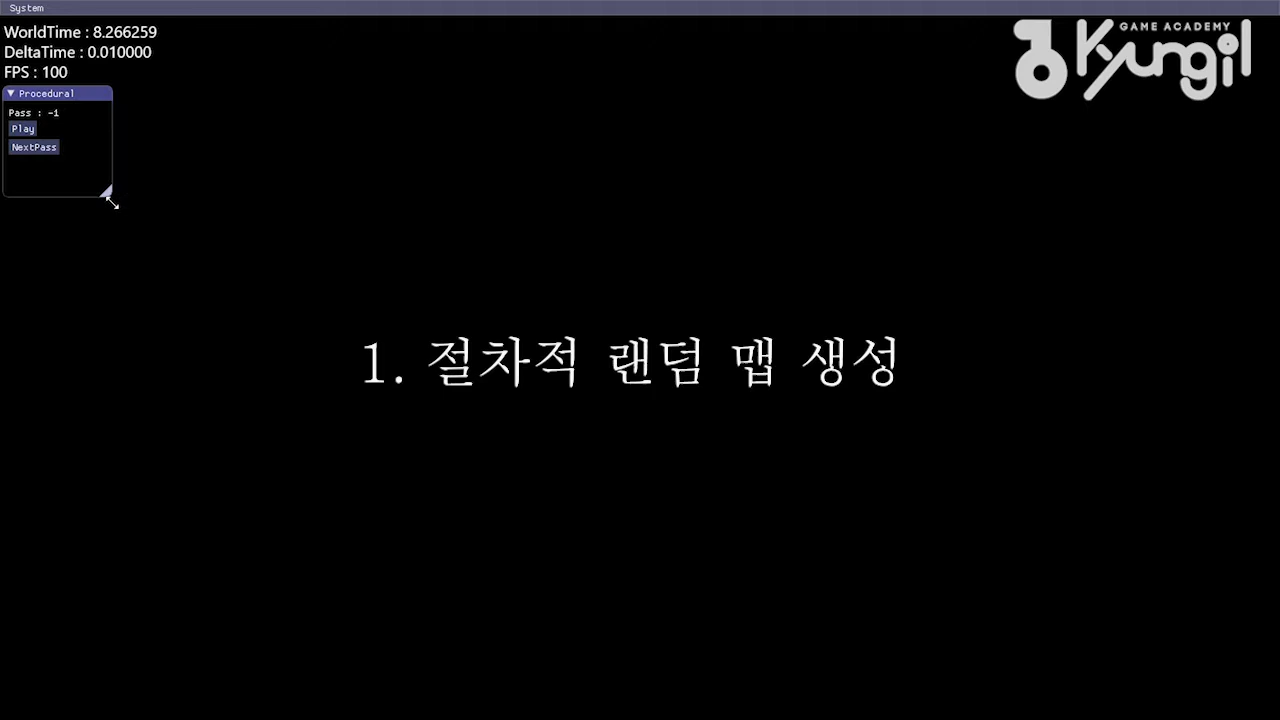 System
WorldTime : 8.266259
DeltaTime : 0.010000
FPS : 100
GAME ACADEMY
Kyungil
Procedural
Pass : -1
Play
NextPass
1. 절차적 랜덤 맵 생성